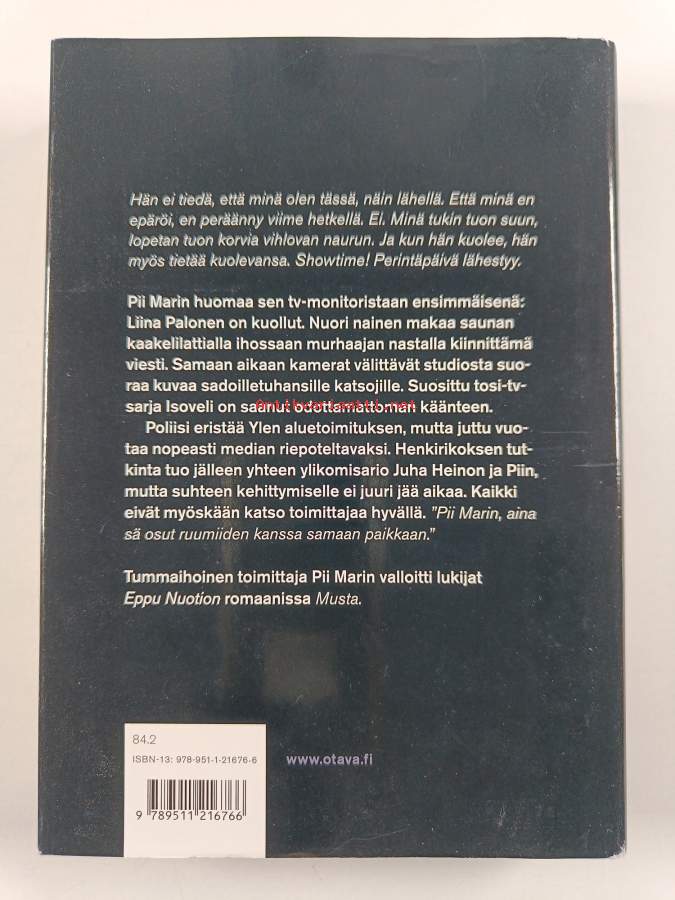 Hän ei tiedä, että minä olen tässä, näin lähellä. Että minä en
epäröi, en peräänny viime hetkellä. Ei. Minä tukin tuon suun,
lopetan tuon korvia vihlovan naurun. Ja kun hän kuolee, hän
myös tietää kuolevansa. Showtime! Perintäpäivä lähestyy.
Pii Marin huomaa sen tv-monitoristaan ensimmäisenä:
Liina Palonen on kuollut. Nuori nainen makaa saunan
kaakelilattialla ihossaan murhaajan nastalla kiinnittämä
viesti. Samaan aikaan kamerat välittävät studiosta suo-
raa kuvaa sadoilletuhansille katsojille. Suosittu tosi-tv-
sarja Isoveli on saanut odottamattoman käänteen.
Antikvariaatti.net
Poliisi eristää Ylen aluetoimituksen, mutta juttu vuo-
taa nopeasti median riepoteltavaksi. Henkirikoksen tut-
kinta tuo jälleen yhteen ylikomisario Juha Heinon ja Piin,
mutta suhteen kehittymiselle ei juuri jää aikaa. Kaikki
eivät myöskään katso toimittajaa hyvällä. "Pii Marin, aina
sä osut ruumiiden kanssa samaan paikkaan."
Tummaihoinen toimittaja Pii Marin valloitti lukijat
Eppu Nuotion romaanissa Musta.
84.2
ISBN-13: 978-951-1-21676-6
www.otava.fi
9 789511 216766